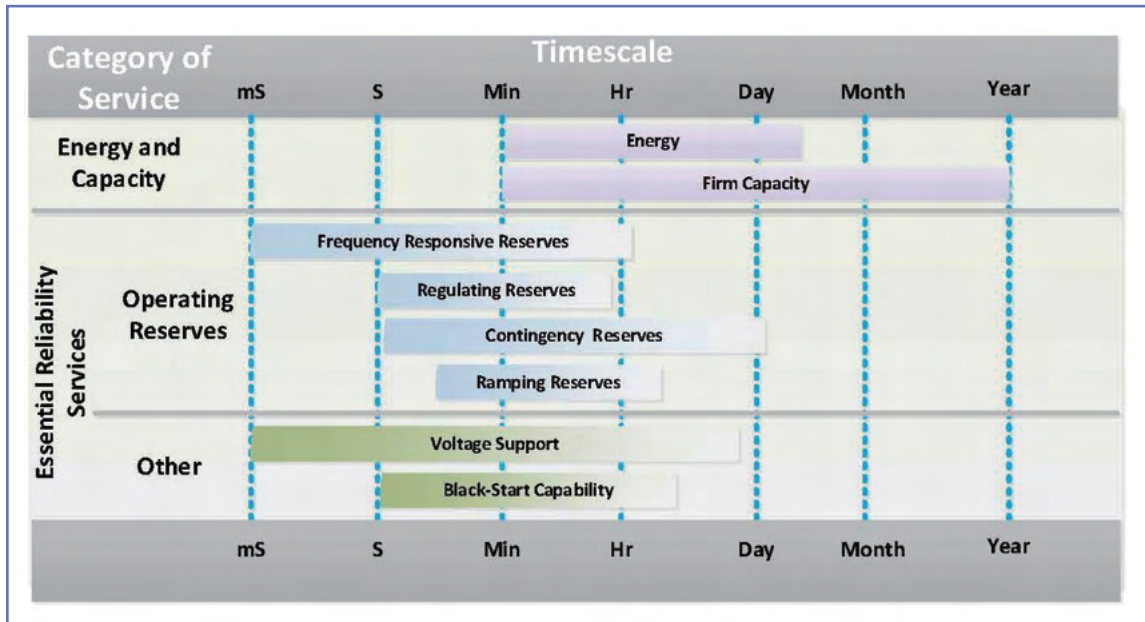 Category of
Service
Timescale
mS S Min Hr Day Month Year
Energy and
Capacity
Energy
Firm Capacity
Essential Reliability
Services
Operating
Reserves
Frequency Responsive Reserves
Regulating Reserves
Contingency Reserves
Ramping Reserves
Other
Voltage Support
Black-Start Capability
mS S Min Hr Day Month Year